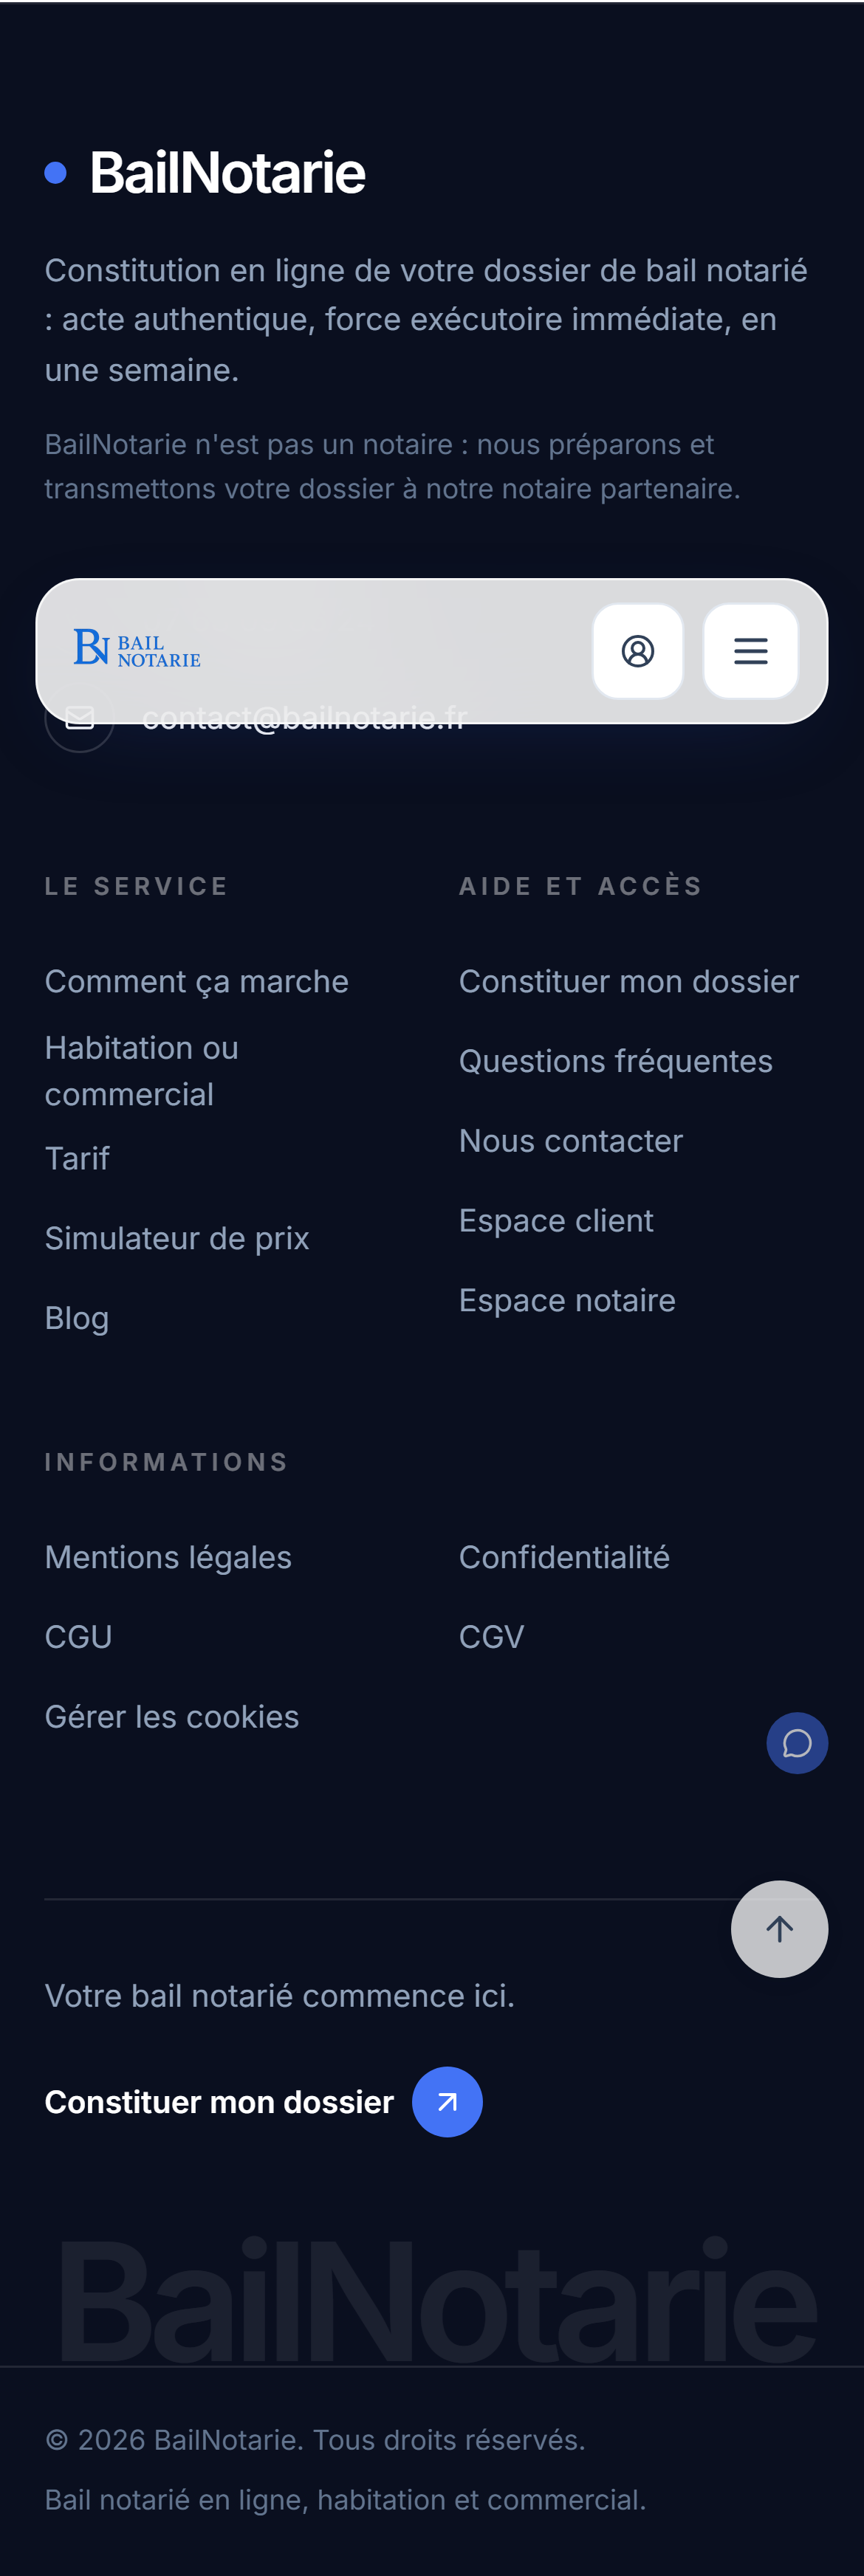 BailNotarie
Constitution en ligne de votre dossier de bail notarié
: acte authentique, force exécutoire immédiate, en
une semaine.
BailNotarie n'est pas un notaire : nous préparons et
transmettons votre dossier à notre notaire partenaire.
BAIL
NOTARIE
contact@bailnotarie.fr
LE SERVICE
Comment ça marche
Habitation ou
commercial
Tarif
Simulateur de prix
Blog
AIDE ET ACCÈS
Constituer mon dossier
Questions fréquentes
Nous contacter
Espace client
Espace notaire
INFORMATIONS
Mentions légales
Confidentialité
CGU
CGV
Gérer les cookies
Votre bail notarié commence ici.
Constituer mon dossier
BailNotarie
© 2026 BailNotarie. Tous droits réservés.
Bail notarié en ligne, habitation et commercial.